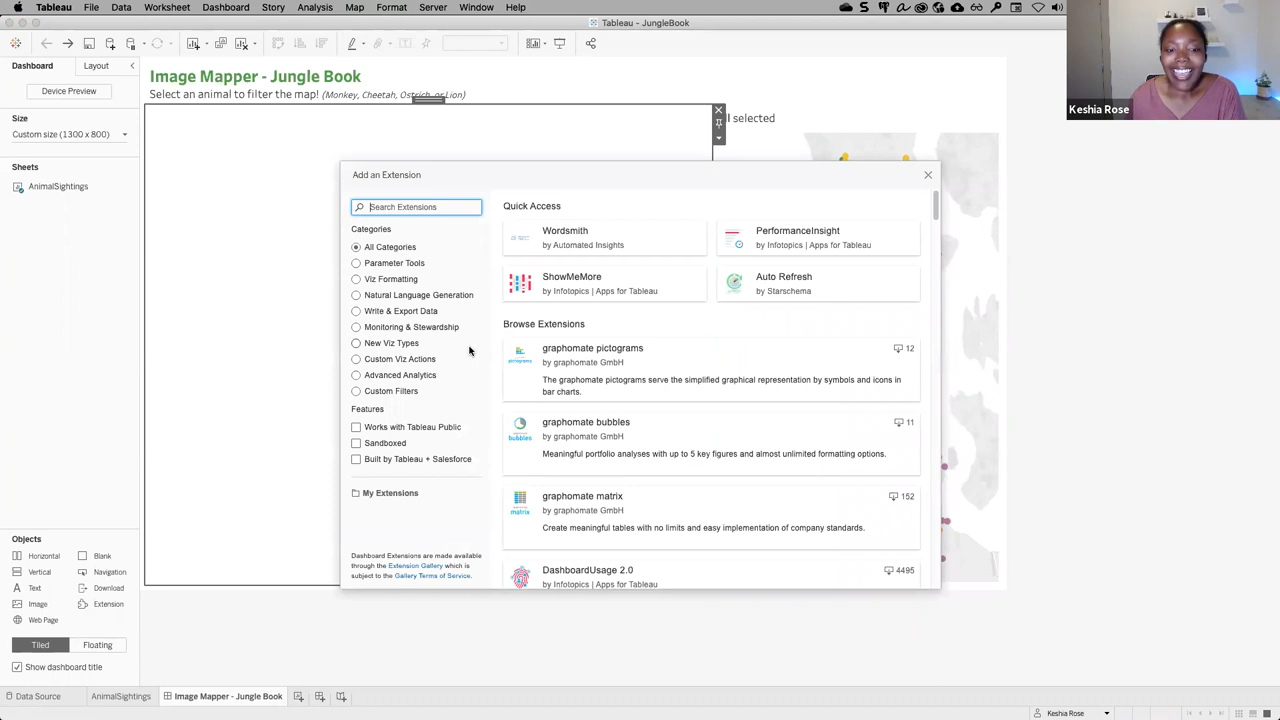 Tableau File Data Worksheet Dashboard Story Analysis Map Format Server Window Help
Tableau - JungleBook
Dashboard Layout
Device Preview
Size
Custom size (1300 x 800)
Sheets
AnimalSightings
Image Mapper - Jungle Book
Select an animal to filter the map! (Monkey, Cheetah, Ostrich, or Lion)
l selected
Keshia Rose
Add an Extension
Search Extensions
Categories
All Categories
Parameter Tools
Viz Formatting
Natural Language Generation
Write & Export Data
Monitoring & Stewardship
New Viz Types
Custom Viz Actions
Advanced Analytics
Custom Filters
Features
Works with Tableau Public
Sandboxed
Built by Tableau + Salesforce
My Extensions
Dashboard Extensions are made available
through the Extension Gallery which is
subject to the Gallery Terms of Service.
Quick Access
Wordsmith
by Automated Insights
PerformanceInsight
by Infotopics | Apps for Tableau
ShowMeMore
by Infotopics | Apps for Tableau
Auto Refresh
by Starschema
Browse Extensions
pictograms
graphomate pictograms 12
by graphomate GmbH
The graphomate pictograms serve the simplified graphical representation by symbols and icons in
bar charts.
bubbles
graphomate bubbles 11
by graphomate GmbH
Meaningful portfolio analyses with up to 5 key figures and almost unlimited formatting options.
matrix
graphomate matrix 152
by graphomate GmbH
Create meaningful tables with no limits and easy implementation of company standards.
DashboardUsage 2.0 4495
by Infotopics | Apps for Tableau
Objects
Horizontal Blank
Vertical Navigation
Text Download
Image Extension
Web Page
Tiled Floating
Show dashboard title
Data Source AnimalSightings Image Mapper - Jungle Book
Keshia Rose